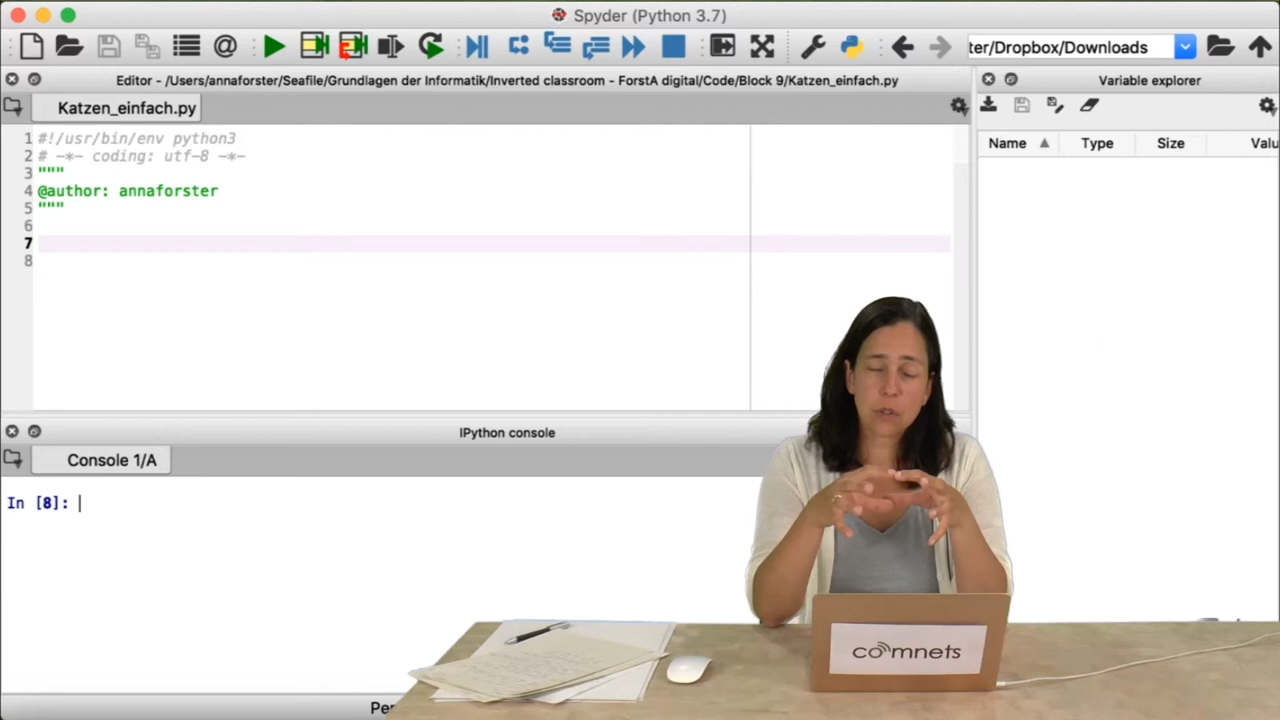 Spyder (Python 3.7)
ter/Dropbox/Downloads
Editor - /Users/annaforster/Seafile/Grundlagen der Informatik/Inverted classroom - ForstA digital/Code/Block 9/Katzen_einfach.py
Variable explorer
Katzen_einfach.py
Name Type Size Valu
1 #!/usr/bin/env python3
2 # -*- coding: utf-8 -*-
3 """
4 @author: annaforster
5 """
6
7
8
IPython console
Console 1/A
In [8]:
comnets
Per